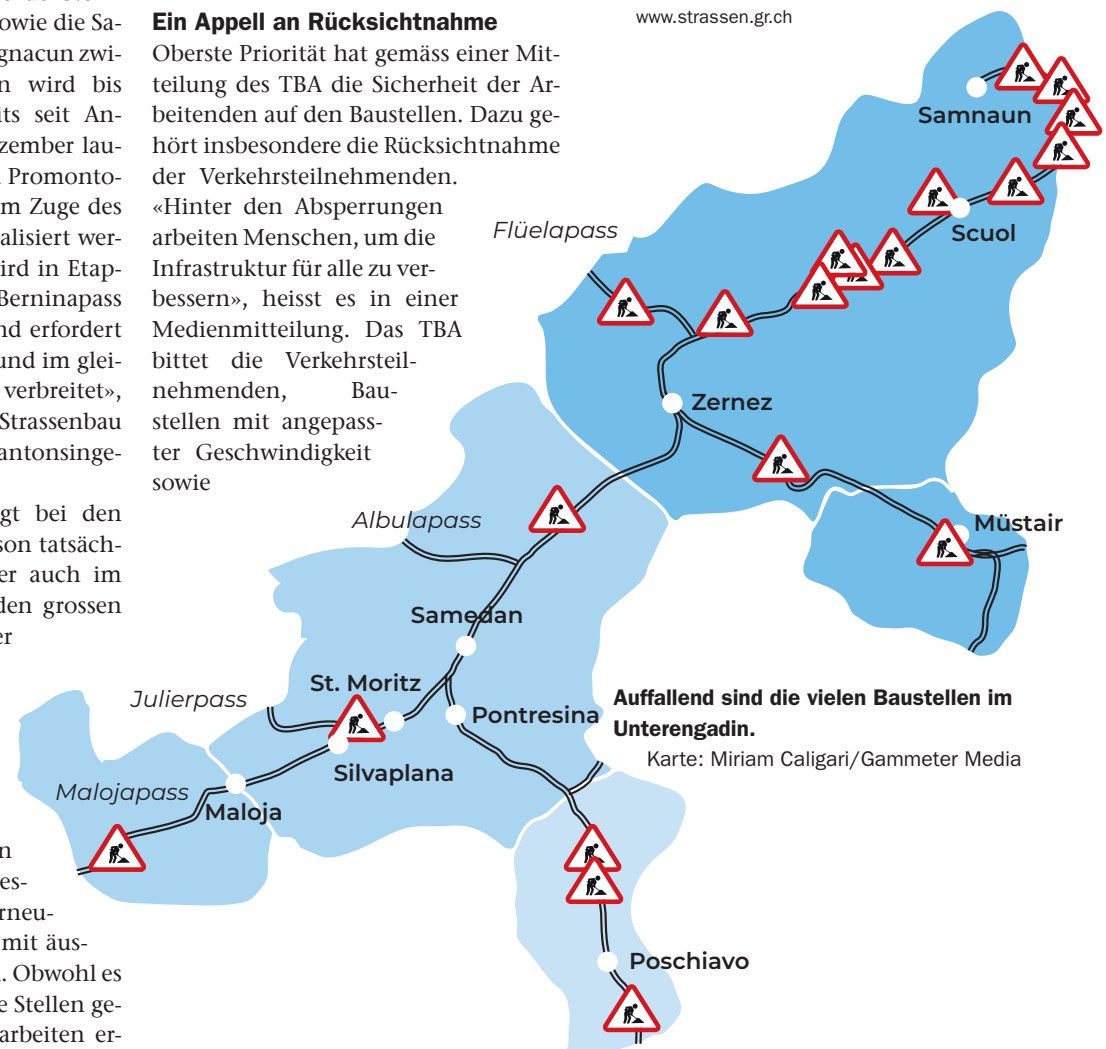 owie die Sa-
gnacun zwi-
n wird bis
its seit An-
zember lau-
Promonto-
m Zuge des
alisiert wer-
ird in Etap-
Berninapass
nd erfordert
und im glei-
verbreitet»,
Strassenbau
antonsinge-
gt bei den
son tatsäch-
er auch im
den grossen
er
n
es-
rneu-
mit äus-
. Obwohl es
e Stellen ge-
arbeiten er-
Ein Appell an Rücksichtnahme
Oberste Priorität hat gemäss einer Mit-
teilung des TBA die Sicherheit der Ar-
beitenden auf den Baustellen. Dazu ge-
hört insbesondere die Rücksichtnahme
der Verkehrsteilnehmenden.
«Hinter den Absperrungen
arbeiten Menschen, um die
Infrastruktur für alle zu ver-
bessern», heisst es in einer
Medienmitteilung. Das TBA
bittet die Verkehrsteil-
nehmenden, Bau-
stellen mit angepass-
ter Geschwindigkeit
sowie
www.strassen.gr.ch
Samnaun
Scuol
Flüelapass
Zernez
Müstair
Albulapass
Samedan
St. Moritz
Julierpass
Pontresina
Silvaplana
Malojapass
Maloja
Poschiavo
Auffallend sind die vielen Baustellen im
Unterengadin.
Karte: Miriam Caligari/Gammeter Media